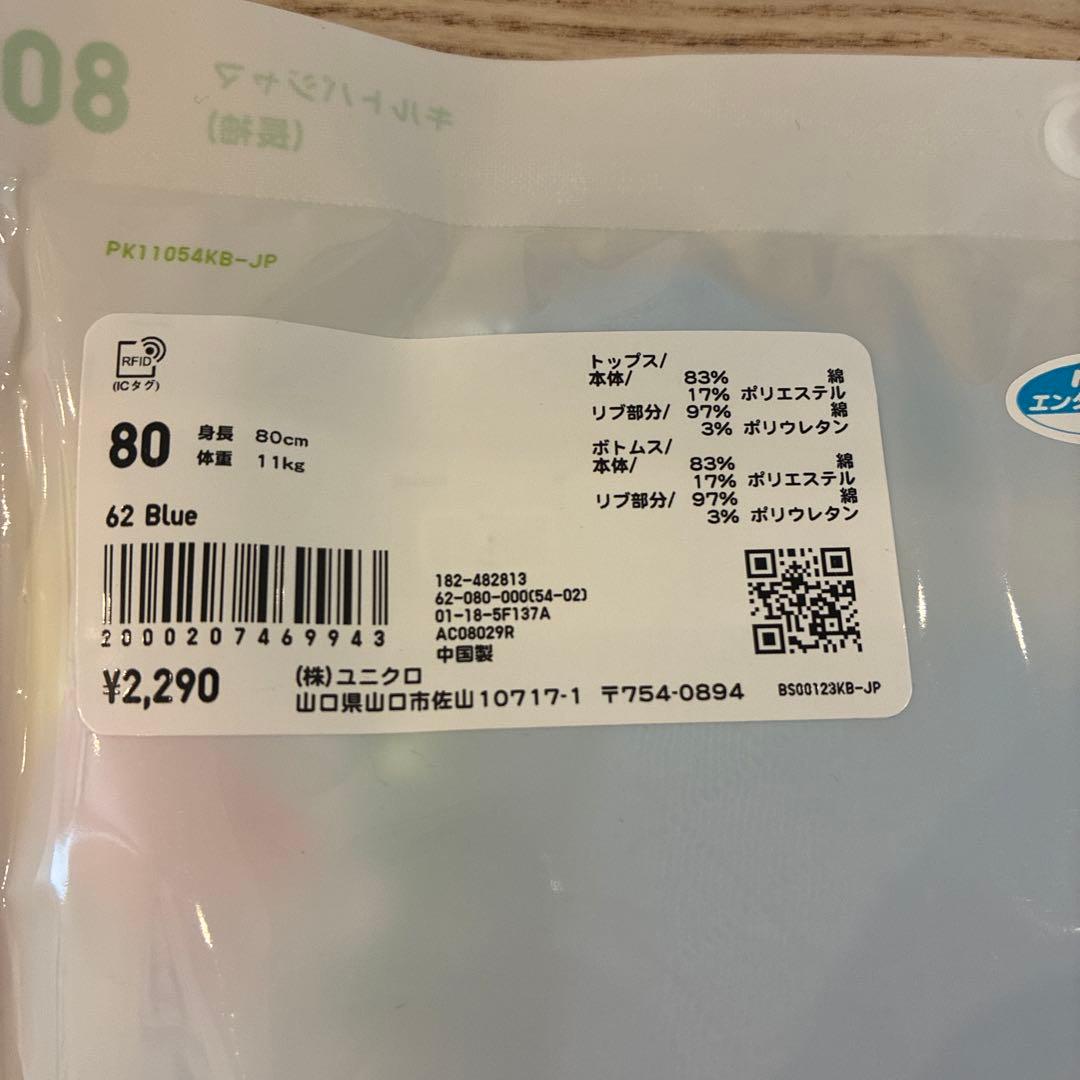 80
キルトパジャマ
(長袖)
PK11054KB-JP
RFID
(ICタグ)
80 身長 80cm
体重 11kg
62 Blue
2000207469943
¥2,290
トップス/
本体/ 83% 綿
17% ポリエステル
リブ部分/ 97% 綿
3% ポリウレタン
ボトムス/
本体/ 83% 綿
17% ポリエステル
リブ部分/ 97% 綿
3% ポリウレタン
182-482813
62-080-000(54-02)
01-18-5F137A
AC08029R
中国製
(株)ユニクロ
山口県山口市佐山10717-1 〒754-0894
BS00123KB-JP